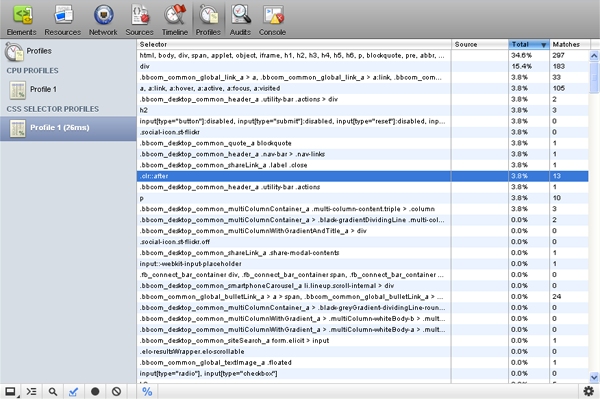 Elements Resources Network Sources Timeline Profiles Audits Console
Profiles
CPU PROFILES
Profile 1
CSS SELECTOR PROFILES
Profile 1 (26ms)
Selector Source Total Matches
html, body, div, span, applet, object, iframe, h1, h2, h3, h4, h5, h6, p, blockquote, pre, abbr, ... 34.6% 297
div 15.4% 183
.bbcom_common_global_link_a > a, .bbcom_common_global_link_a > a:link, .bbcom_com... 3.8% 33
a, a:link, a:hover, a:active, a:focus, a:visited 3.8% 105
.bbcom_desktop_common_header_a .utility-bar .actions > div 3.8% 2
h2 3.8% 3
input[type="button"]:disabled, input[type="submit"]:disabled, input[type="reset"]:disabled, inp... 3.8% 0
.social-icon.st-flickr 3.8% 0
.bbcom_desktop_common_quote_a blockquote 3.8% 1
.bbcom_desktop_common_header_a .nav-bar > .nav-links 3.8% 1
.bbcom_desktop_common_shareLink_a .label .close 3.8% 1
.clr::after 3.8% 13
.bbcom_desktop_common_header_a .utility-bar .actions 3.8% 1
p 3.8% 10
.bbcom_desktop_common_multiColumnContainer_a .multi-column-content.triple > .column 0.0% 3
.bbcom_desktop_common_multiColumnContainer_a > .black-gradientDividingLine .multi-col... 0.0% 2
.bbcom_desktop_common_multiColumnWithGradientAndTitle_a > div 0.0% 0
.social-icon.st-flickr.off 0.0% 0
.bbcom_desktop_common_shareLink_a .share-modal-contents 0.0% 1
input::-webkit-input-placeholder 0.0% 1
.fb_connect_bar_container div, .fb_connect_bar_container span, .fb_connect_bar_container ... 0.0% 0
.bbcom_common_smartphoneCarousel_a li.lineup.scroll-internal > div 0.0% 0
.bbcom_common_global_bulletLink_a > a > span, .bbcom_common_global_bulletLink_a > a... 0.0% 24
.bbcom_desktop_common_multiColumnContainer_a > .black-greyGradient-dividingLine-roun... 0.0% 0
.bbcom_desktop_common_multiColumnWithGradient_a > .multiColumn-whiteBody-b > .mult... 0.0% 0
.bbcom_desktop_common_multiColumnWithGradient_a > .multiColumn-whiteBody-a > .mult... 0.0% 0
.bbcom_desktop_common_siteSearch_a form.elicit > input 0.0% 1
.elo-resultsWrapper.elo-scrollable 0.0% 0
.bbcom_common_global_textImage_a .floated 0.0% 1
input[type="radio"], input[type="checkbox"] 0.0% 0
%